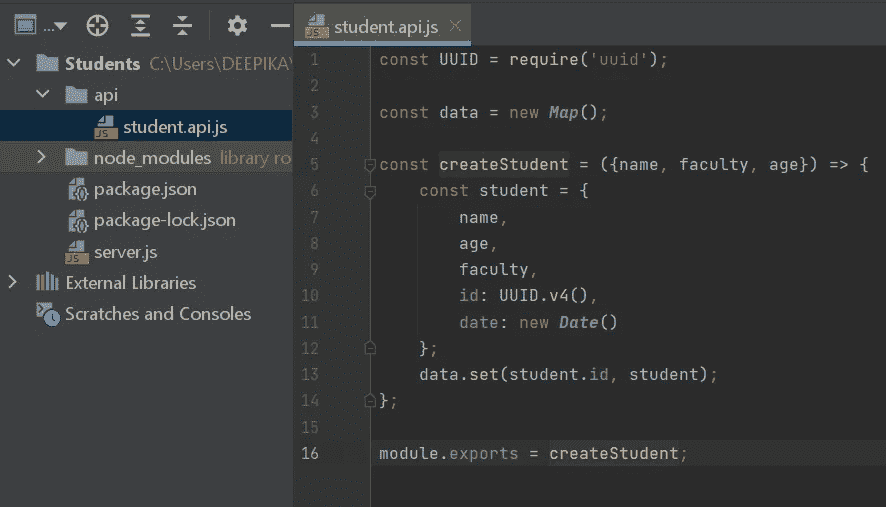 ...
Students C:\Users\DEEPIKA\
api
student.api.js
node_modules library ro
package.json
package-lock.json
server.js
External Libraries
Scratches and Consoles
student.api.js
1 const UUID = require('uuid');
2
3 const data = new Map();
4
5 const createStudent = ({name, faculty, age}) => {
6 const student = {
7 name,
8 age,
9 faculty,
10 id: UUID.v4(),
11 date: new Date()
12 };
13 data.set(student.id, student);
14 };
15
16 module.exports = createStudent;